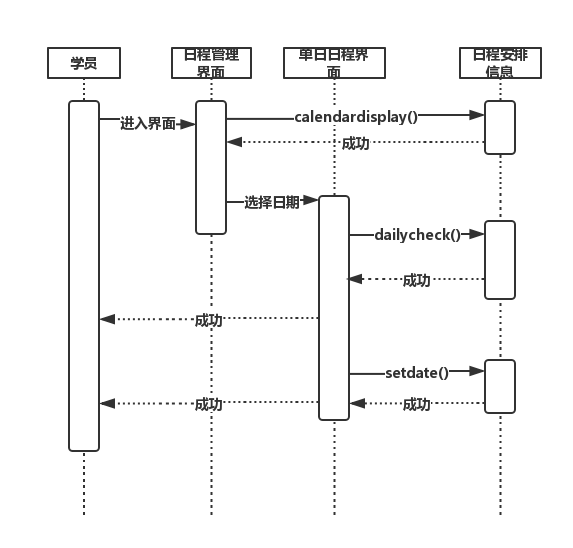 学员
日程管理
界面
单日日程界
面
日程安排
信息
进入界面
calendardisplay()
成功
选择日期
dailycheck()
成功
成功
setdate()
成功
成功